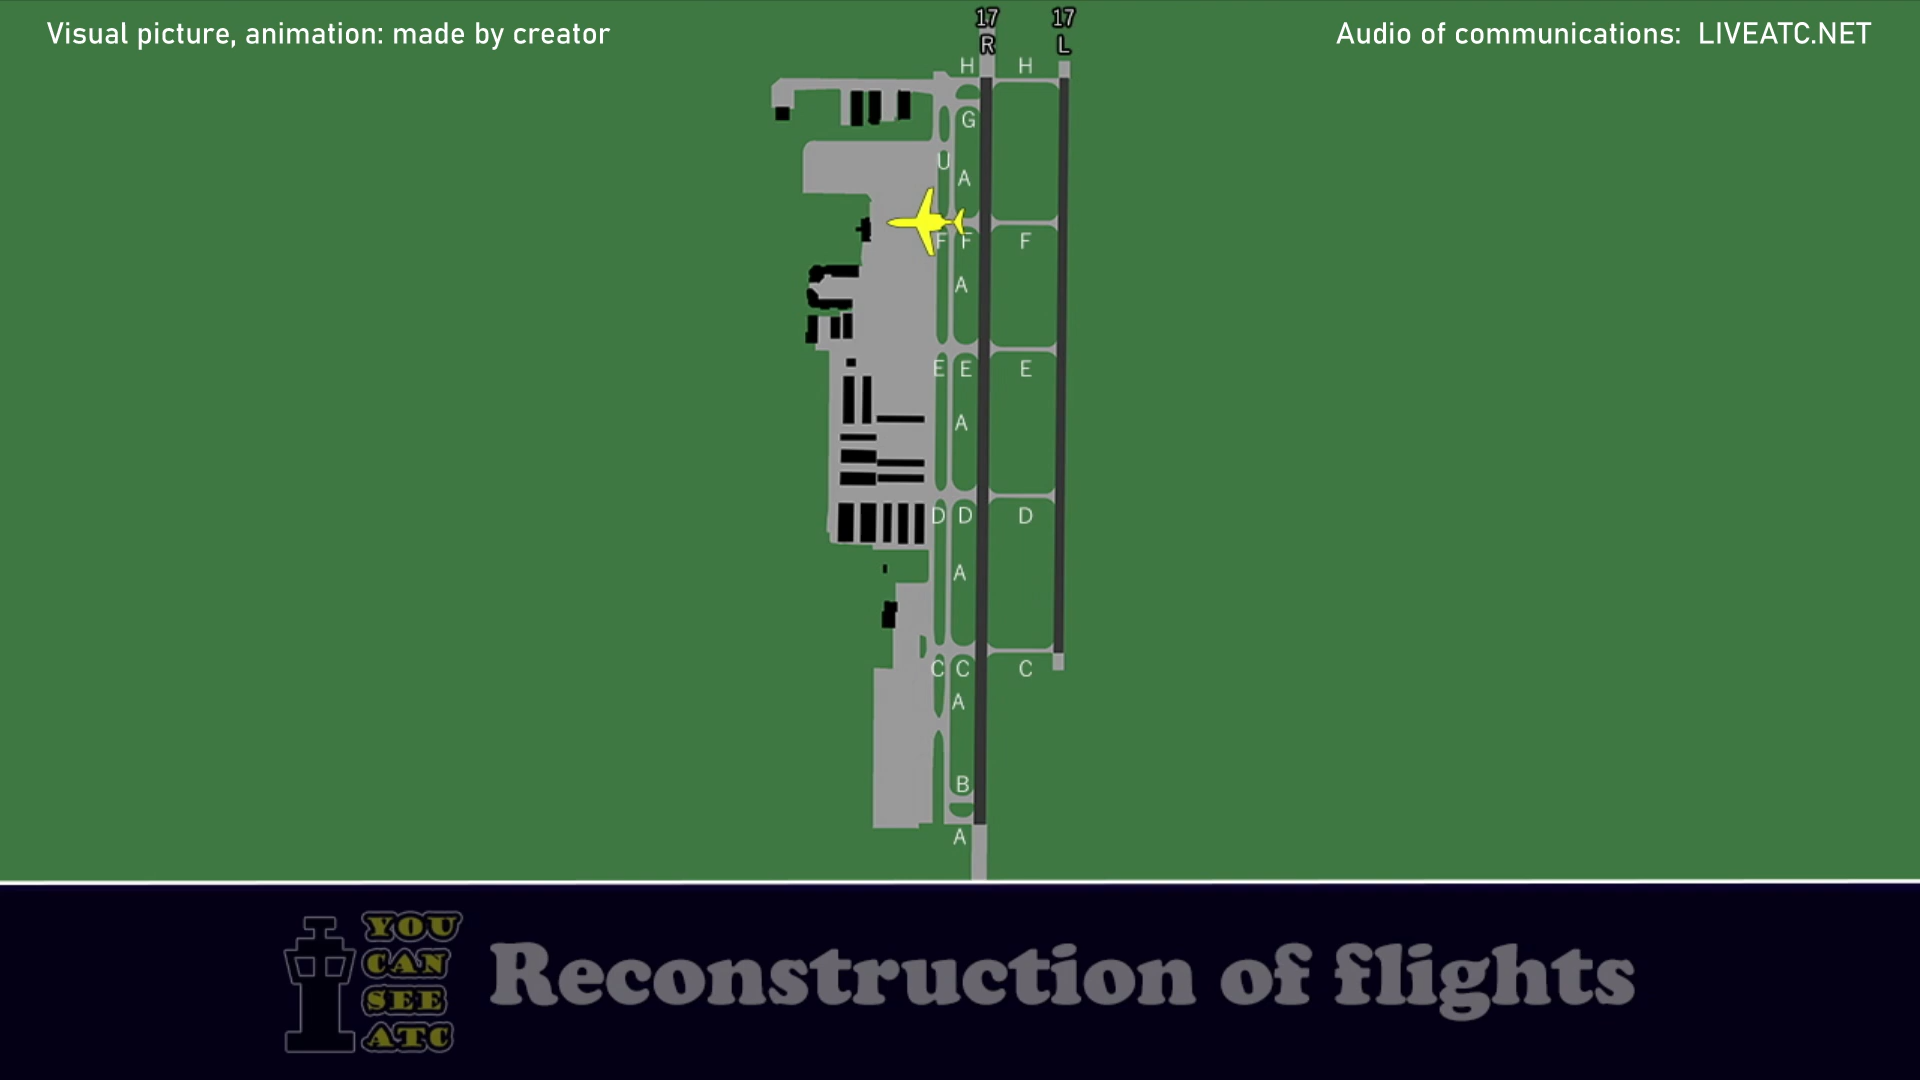 Visual picture, animation: made by creator
17 17
R L
Audio of communications: LIVEATC.NET
H H
G
U
A
F F F
A
E E E
A
D D D
A
C C C
A
B
A
YOU
CAN
SEE
ATC
Reconstruction of flights